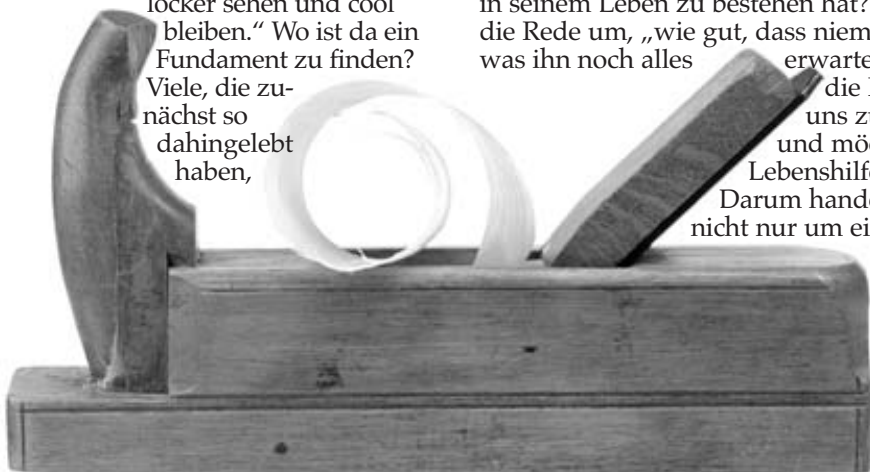 locker sehen und cool
bleiben.“ Wo ist da ein
Fundament zu finden?
Viele, die zu-
nächst so
dahingelebt
haben,
in seinem Leben zu bestehen hat?
die Rede um, „wie gut, dass niem
was ihn noch alles erwarte
die
uns z
und mö
Lebenshilf
Darum hand
nicht nur um ei